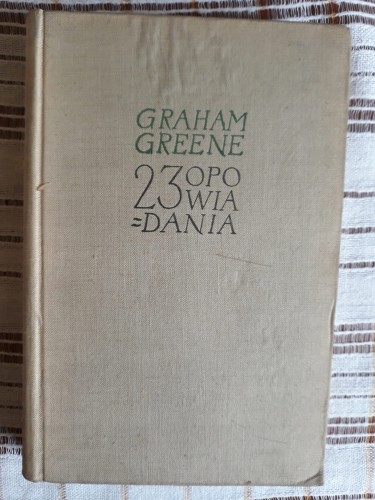 GRAHAM
GREENE
23 OPO
WIA
=DANIA